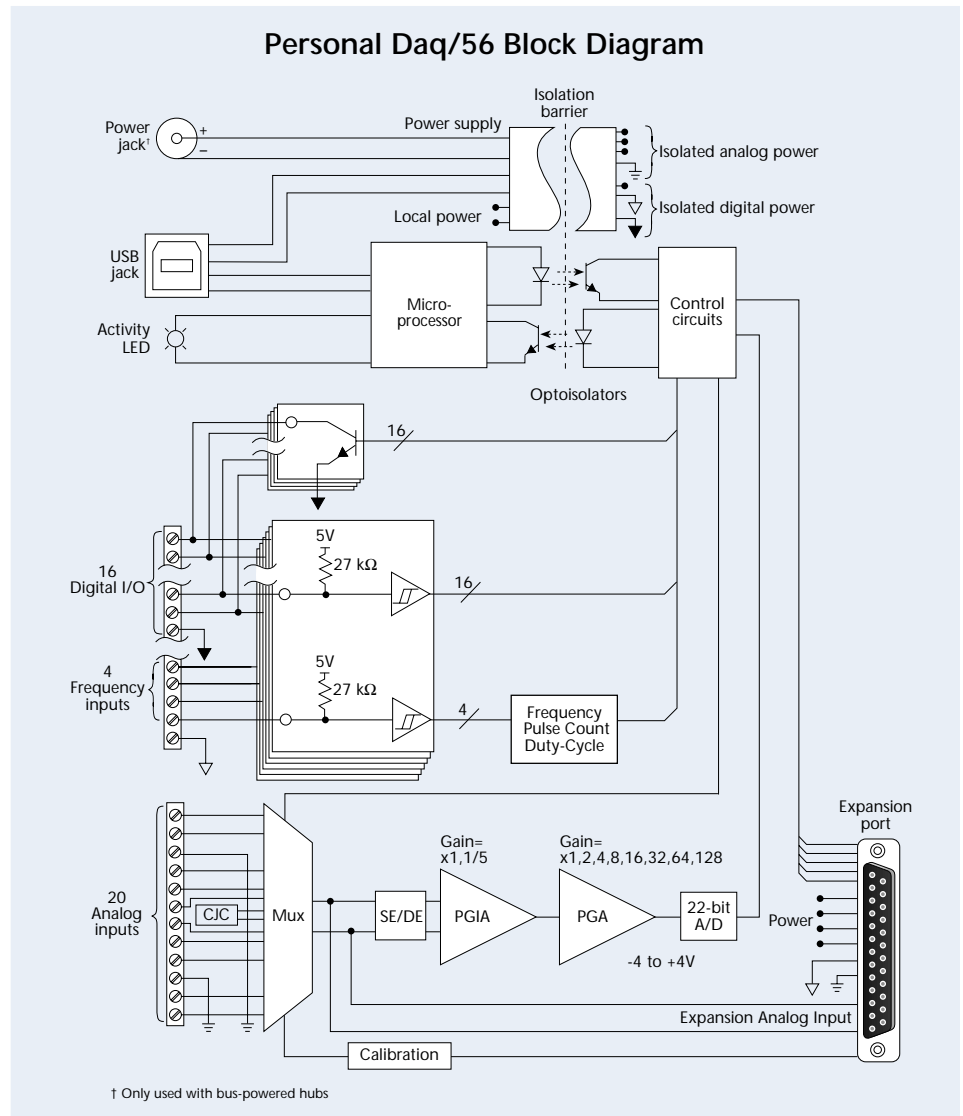 Personal Daq/56 Block Diagram
Isolation
barrier
Power
jack†
+
–
Power supply
Isolated analog power
Isolated digital power
Local power
USB
jack
Micro-
processor
Control
circuits
Activity
LED
Optoisolators
16
5V
27 kΩ
16
16
Digital I/O
4
Frequency
inputs
5V
27 kΩ
4
Frequency
Pulse Count
Duty-Cycle
Expansion
port
20
Analog
inputs
CJC
Mux
SE/DE
Gain=
x1,1/5
PGIA
Gain=
x1,2,4,8,16,32,64,128
PGA
22-bit
A/D
-4 to +4V
Power
Expansion Analog Input
Calibration
† Only used with bus-powered hubs